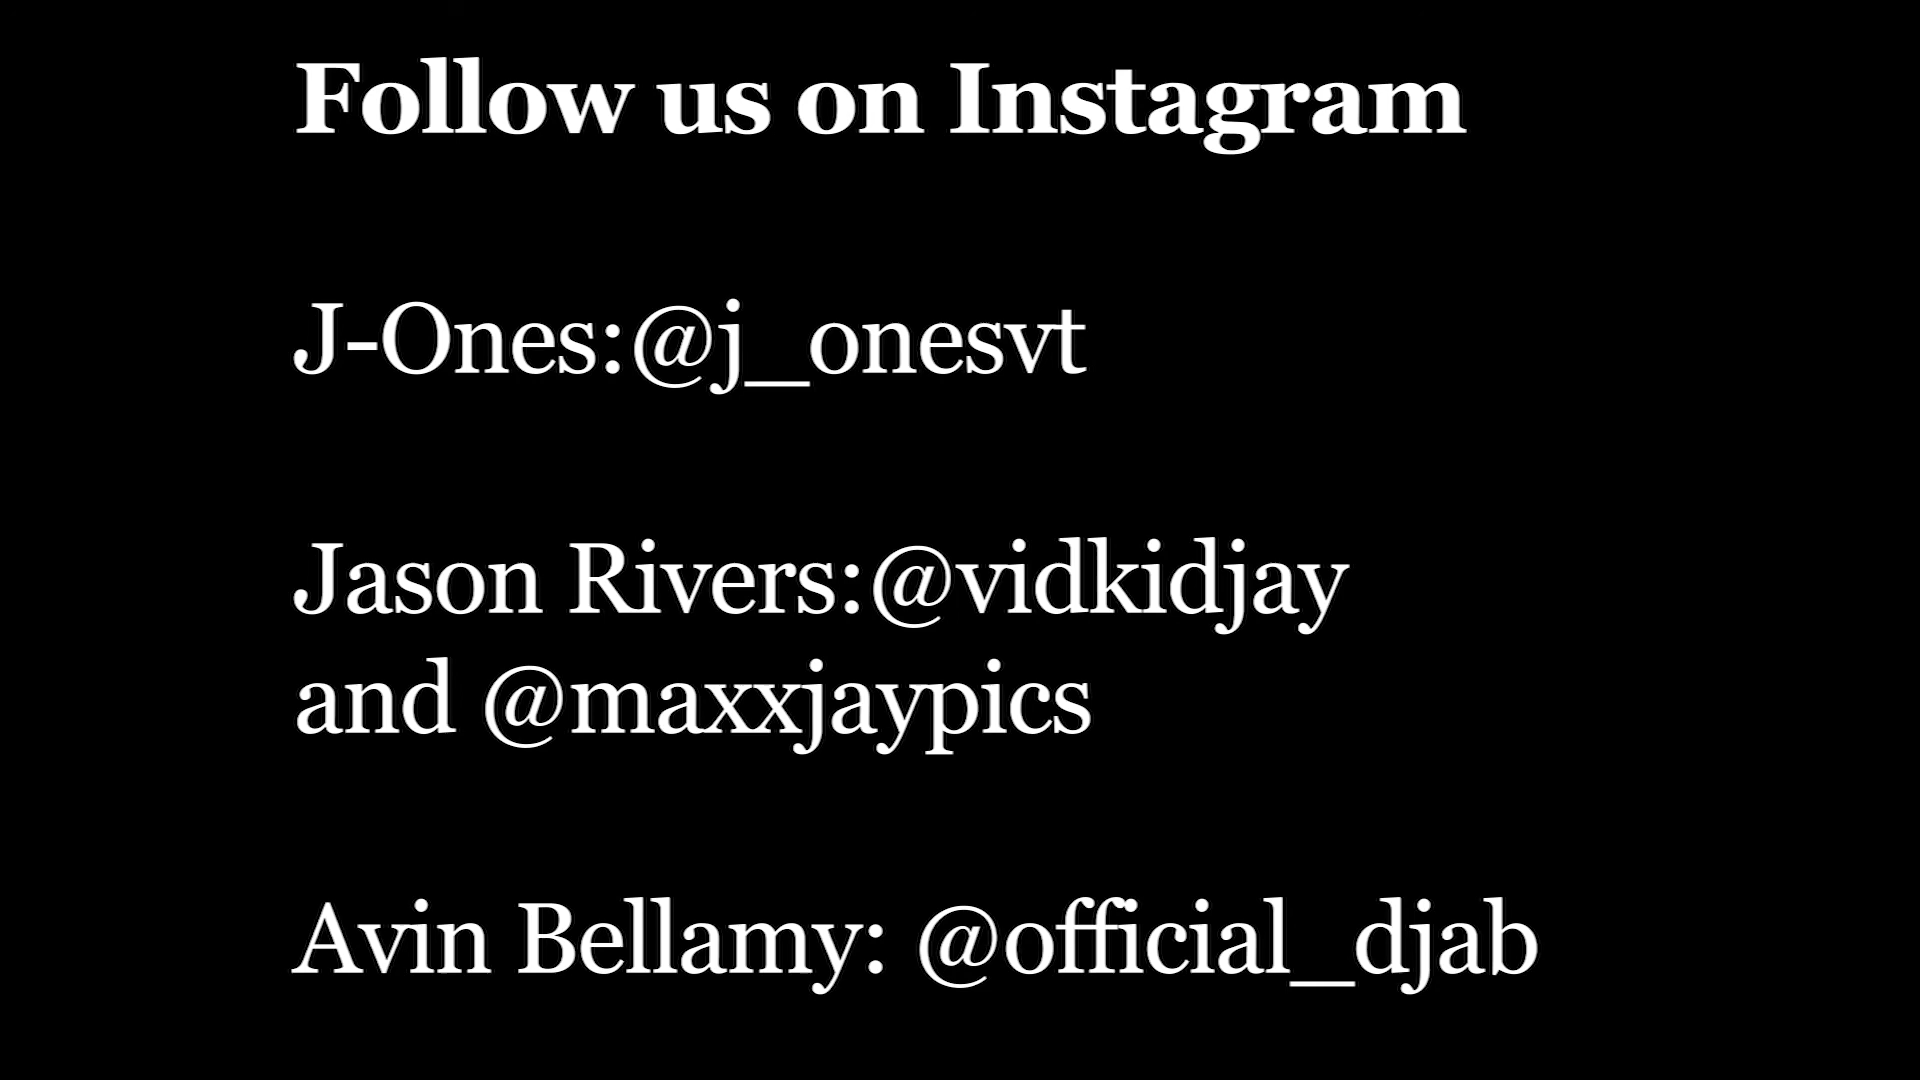 Follow us on Instagram
J-Ones:@j_onesvt
Jason Rivers:@vidkidjay
and @maxxjaypics
Avin Bellamy: @official_djab